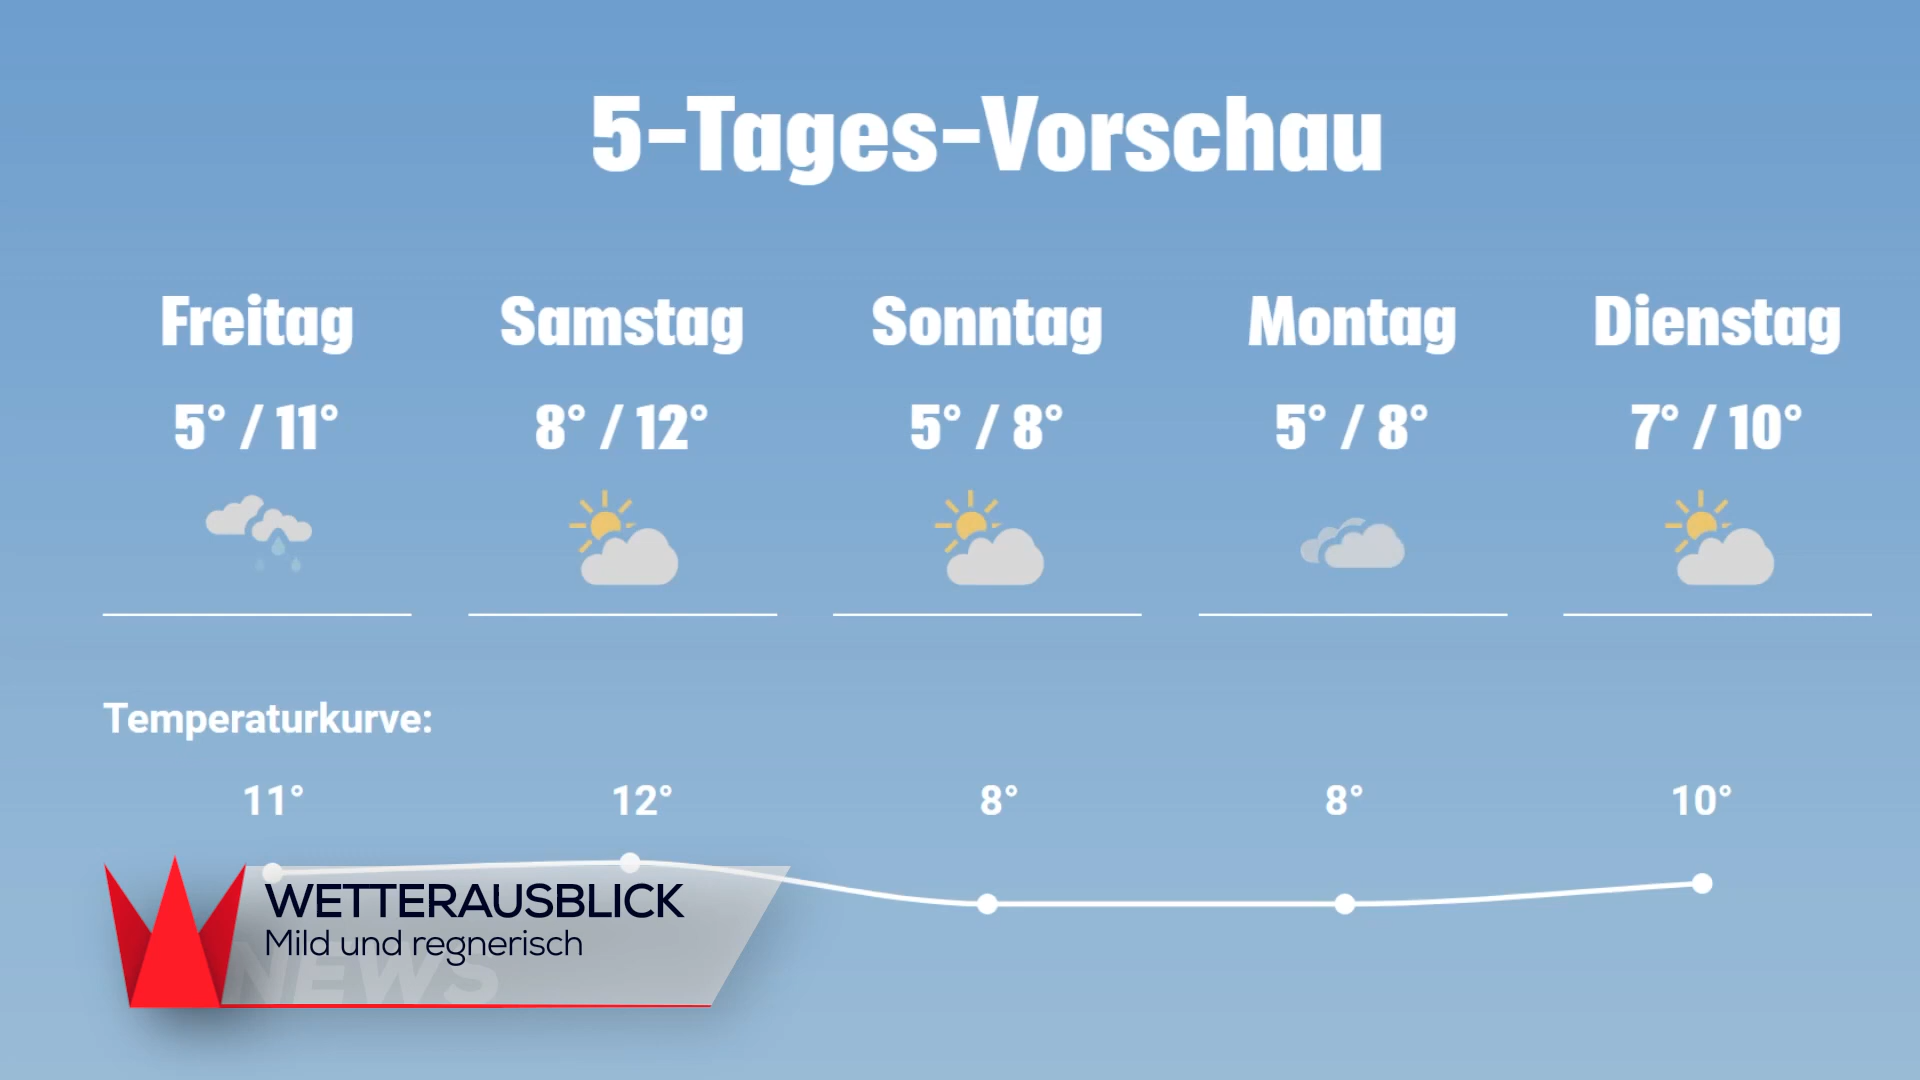 5-Tages-Vorschau
Freitag Samstag Sonntag Montag Dienstag
5° / 11° 8° / 12° 5° / 8° 5° / 8° 7° / 10°
Temperaturkurve:
11° 12° 8° 8° 10°
WETTERAUSBLICK
Mild und regnerisch
NEWS